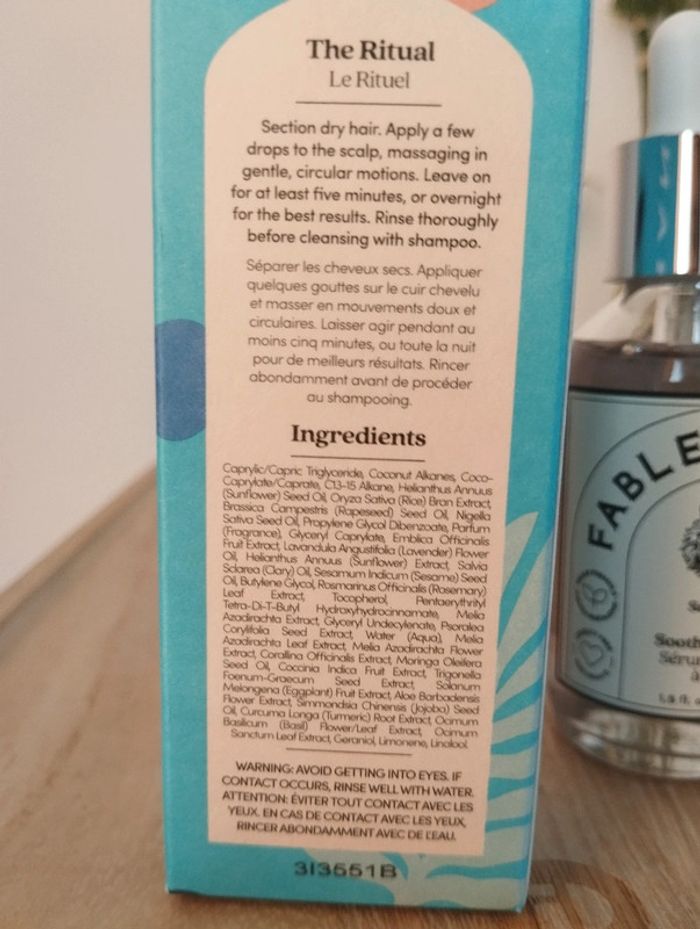 The Ritual
Le Rituel
Section dry hair. Apply a few
drops to the scalp, massaging in
gentle, circular motions. Leave on
for at least five minutes, or overnight
for the best results. Rinse thoroughly
before cleansing with shampoo.
Séparer les cheveux secs. Appliquer
quelques gouttes sur le cuir chevelu
et masser en mouvements doux et
circulaires. Laisser agir pendant au
moins cinq minutes, ou toute la nuit
pour de meilleurs résultats. Rincer
abondamment avant de procéder
au shampooing.
Ingredients
Caprylic/Capric Triglyceride, Coconut Alkanes, Coco-
Caprylate/Caprate, C13-15 Alkane, Helianthus Annuus
(Sunflower) Seed Oil, Oryza Sativa (Rice) Bran Extract,
Brassica Campestris (Rapeseed) Seed Oil, Nigella
Sativa Seed Oil, Propylene Glycol Dibenzoate, Parfum
(Fragrance), Glyceryl Caprylate, Emblica Officinalis
Fruit Extract, Lavandula Angustifolia (Lavender) Flower
Oil, Helianthus Annuus (Sunflower) Extract, Salvia
Sclarea (Clary) Oil, Sesamum Indicum (Sesame) Seed
Oil, Butylene Glycol, Rosmarinus Officinalis (Rosemary)
Leaf Extract, Tocopherol, Pentaerythrityl
Tetra-Di-T-Butyl Hydroxyhydrocinnamate, Melia
Azadirachta Extract, Glyceryl Undecylenate, Psoralea
Corylifolia Seed Extract, Water (Aqua), Melia
Azadirachta Leaf Extract, Melia Azadirachta Flower
Extract, Corallina Officinalis Extract, Moringa Oleifera
Seed Oil, Coccinia Indica Fruit Extract, Trigonella
Foenum-Graecum Seed Extract, Solanum
Melongena (Eggplant) Fruit Extract, Aloe Barbadensis
Flower Extract, Simmondsia Chinensis (Jojoba) Seed
Oil, Curcuma Longa (Turmeric) Root Extract, Ocimum
Basilicum (Basil) Flower/Leaf Extract, Ocimum
Sanctum Leaf Extract, Geraniol, Limonene, Linalool.
WARNING: AVOID GETTING INTO EYES. IF
CONTACT OCCURS, RINSE WELL WITH WATER.
ATTENTION: ÉVITER TOUT CONTACT AVEC LES
YEUX. EN CAS DE CONTACT AVEC LES YEUX,
RINCER ABONDAMMENT AVEC DE L'EAU.
313551B
FABLE
Sooth
Séru
à